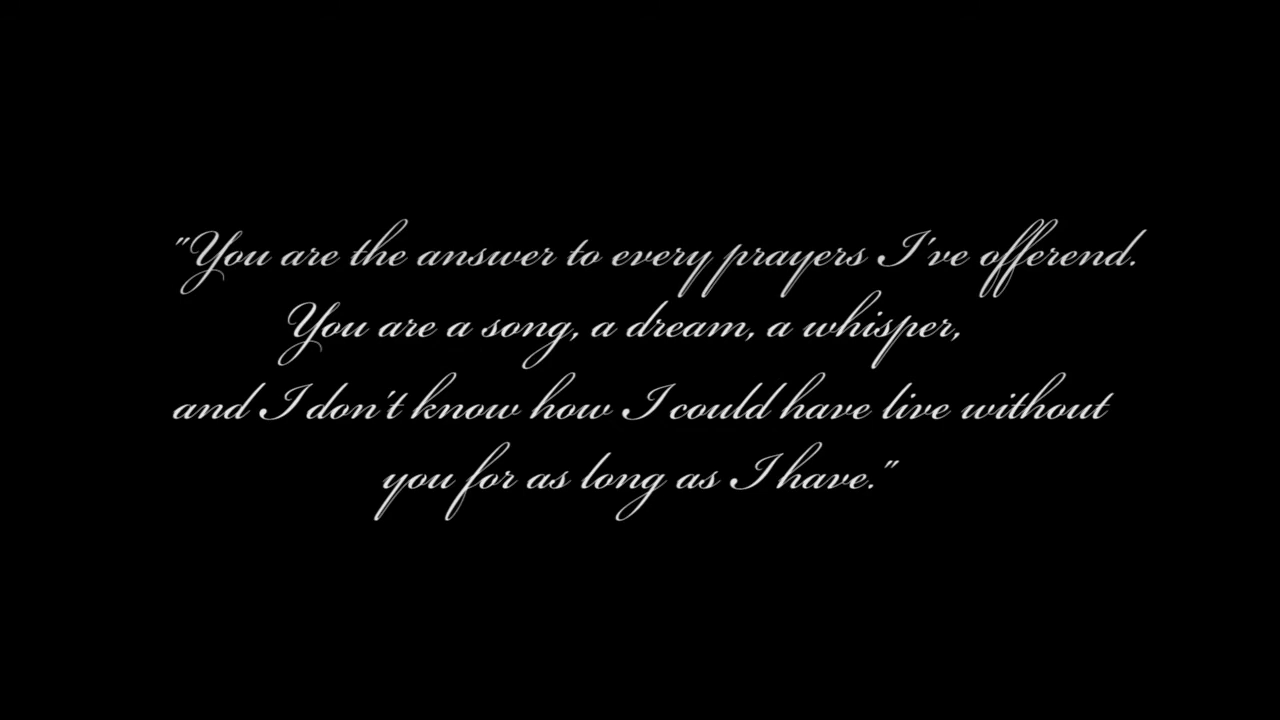 "You are the answer to every prayers I've offerend.
You are a song, a dream, a whisper,
and I don't know how I could have live without
you for as long as I have."